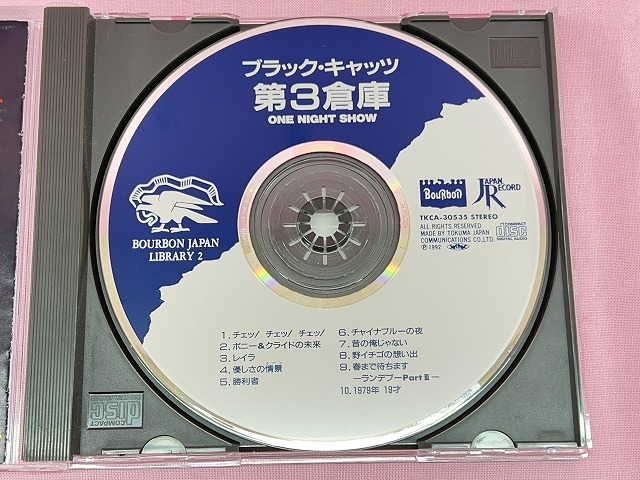 ブラック・キャッツ
第3倉庫
ONE NIGHT SHOW
BOURBON JAPAN
LIBRARY 2
BOURBON
JAPAN
RECORD
JR
TKCA-30535 STEREO
ALL RIGHTS RESERVED
MADE BY TOKUMA JAPAN
COMMUNICATIONS CO.,LTD.
Ⓟ 1992
COMPACT
disc
DIGITAL AUDIO
1. チェッ! チェッ! チェッ!
2. ボニー&クライドの未来
3. レイラ
4. 優しさの情景
5. 勝利者
6. チャイナブルーの夜
7. 昔の俺じゃない
8. 野イチゴの想い出
9. 春まで待ちます
—ランデブーPart Ⅲ—
10. 1979年 19才
COMPACT
disc